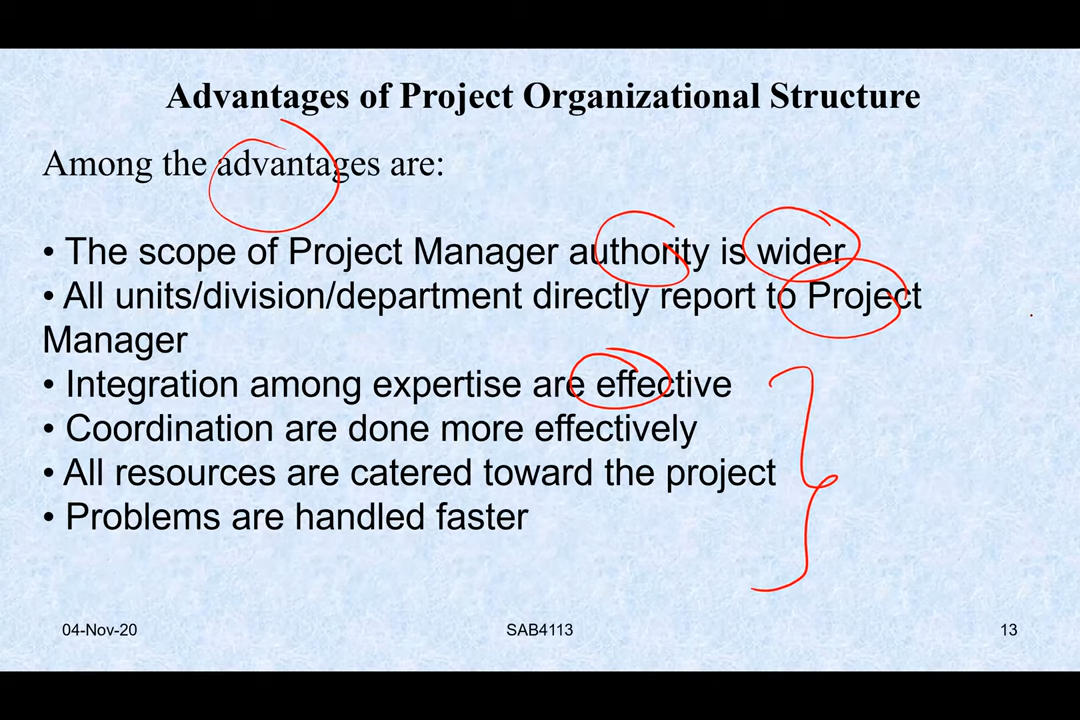 Advantages of Project Organizational Structure
Among the advantages are:
• The scope of Project Manager authority is wider
• All units/division/department directly report to Project
Manager
• Integration among expertise are effective
• Coordination are done more effectively
• All resources are catered toward the project
• Problems are handled faster
04-Nov-20 SAB4113 13